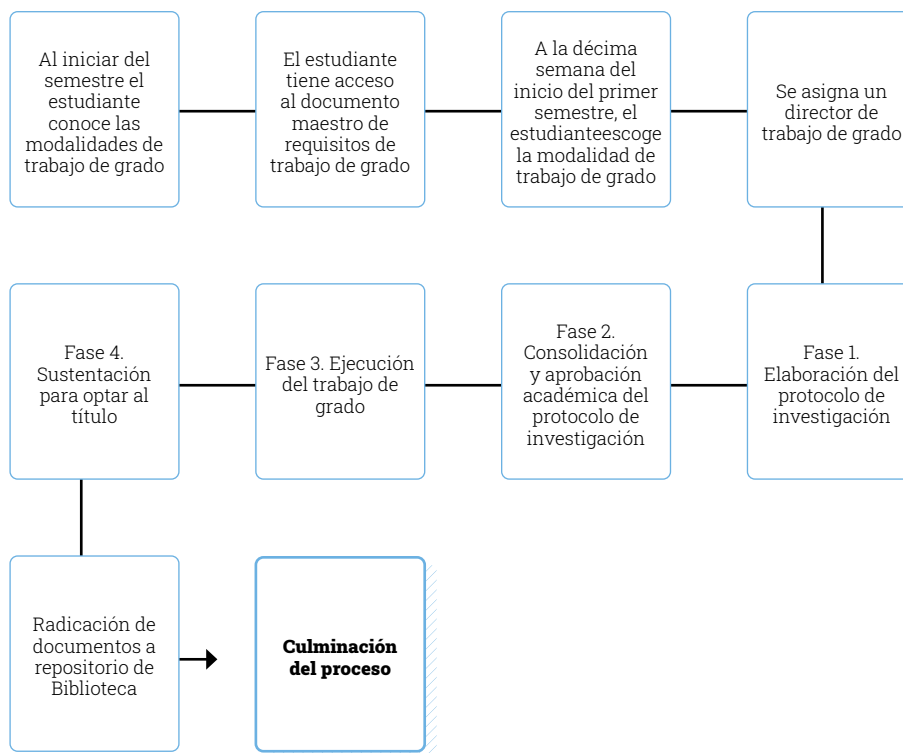 Al iniciar del
semestre el
estudiante
conoce las
modalidades de
trabajo de grado
El estudiante
tiene acceso
al documento
maestro de
requisitos de
trabajo de grado
A la décima
semana del
inicio del primer
semestre, el
estudianteescoge
la modalidad de
trabajo de grado
Se asigna un
director de
trabajo de grado
Fase 1.
Elaboración del
protocolo de
investigación
Fase 2.
Consolidación
y aprobación
académica del
protocolo de
investigación
Fase 3. Ejecución
del trabajo de
grado
Fase 4.
Sustentación
para optar al
título
Radicación de
documentos a
repositorio de
Biblioteca
Culminación
del proceso